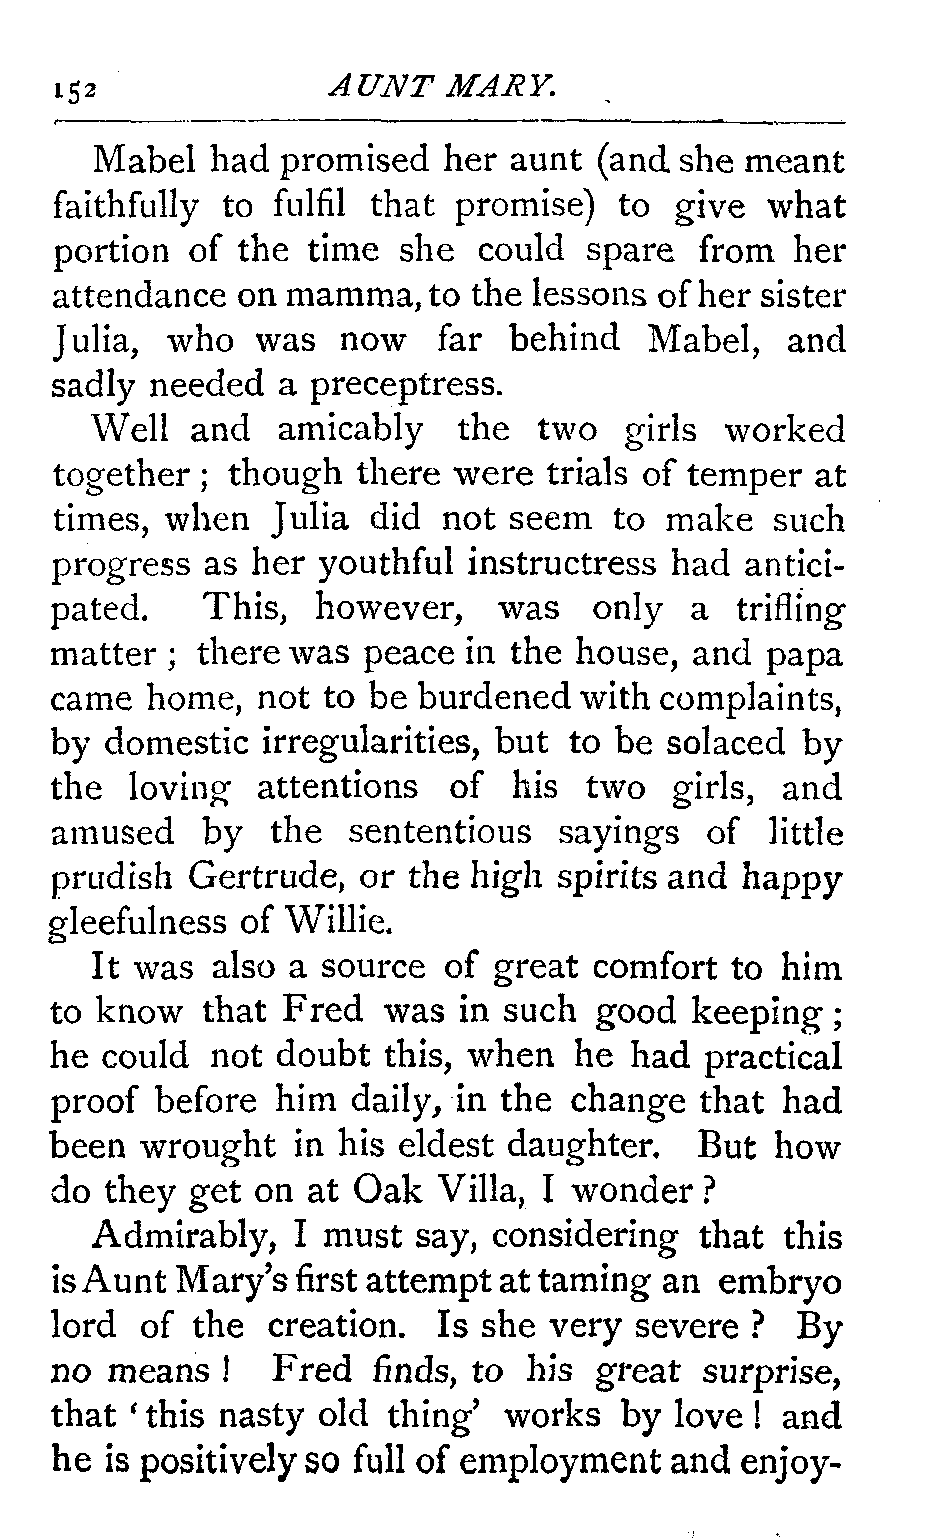 152 AUNT MARY.
Mabel had promised her aunt (and she meant
faithfully to fulfil that promise) to give what
portion of the time she could spare from her
attendance on mamma, to the lessons of her sister
Julia, who was now far behind Mabel, and
sadly needed a preceptress.
Well and amicably the two girls worked
together ; though there were trials of temper at
times, when Julia did not seem to make such
progress as her youthful instructress had antici-
pated. This, however, was only a trifling
matter ; there was peace in the house, and papa
came home, not to be burdened with complaints,
by domestic irregularities, but to be solaced by
the loving attentions of his two girls, and
amused by the sententious sayings of little
prudish Gertrude, or the high spirits and happy
gleefulness of Willie.
It was also a source of great comfort to him
to know that Fred was in such good keeping ;
he could not doubt this, when he had practical
proof before him daily, in the change that had
been wrought in his eldest daughter. But how
do they get on at Oak Villa, I wonder ?
Admirably, I must say, considering that this
is Aunt Mary's first attempt at taming an embryo
lord of the creation. Is she very severe ? By
no means ! Fred finds, to his great surprise,
that ‘this nasty old thing’ works by love ! and
he is positively so full of employment and enjoy-